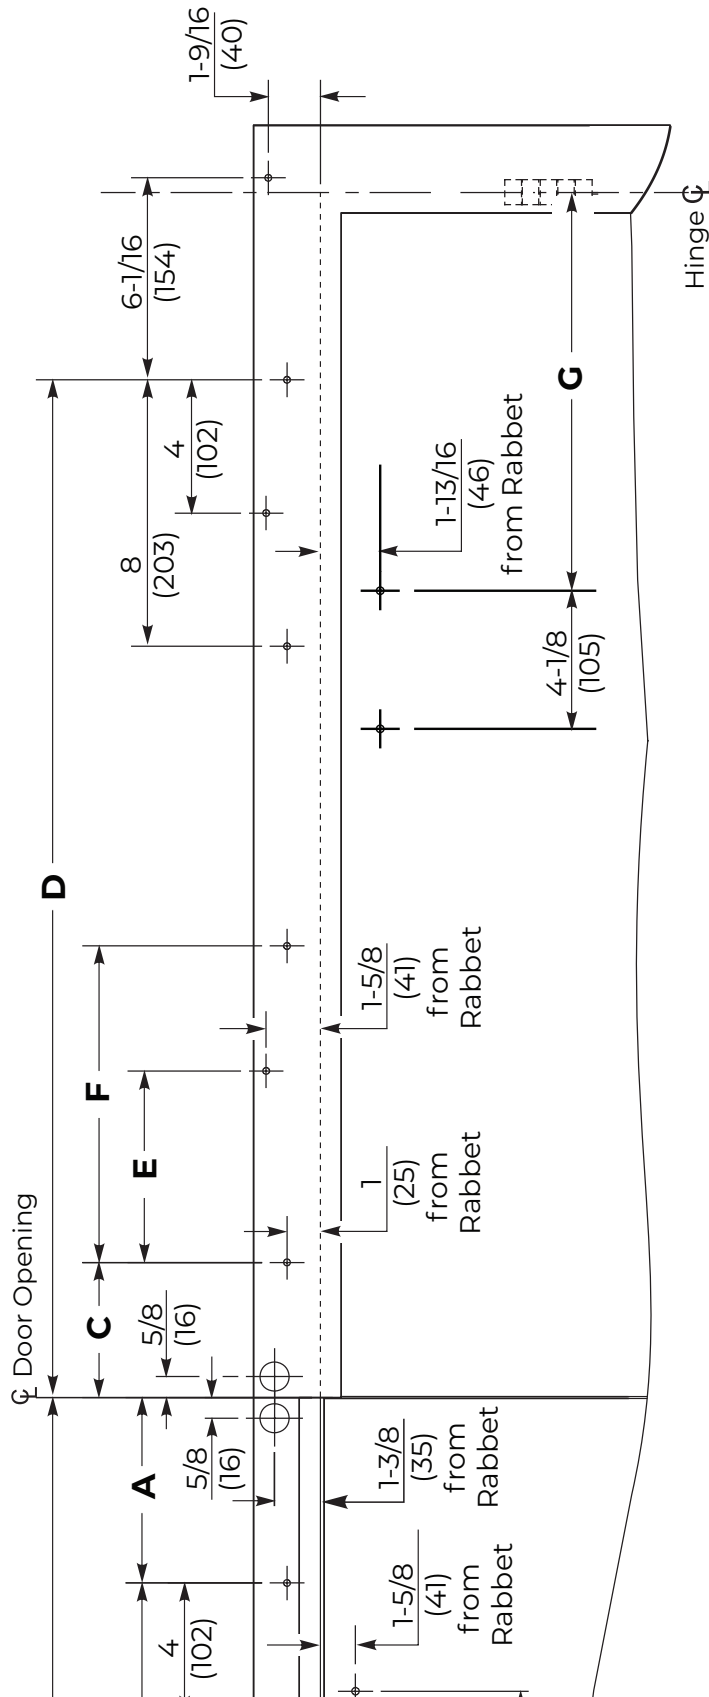 1-9/16
(40)
6-1/16
(154)
Hinge ℄
4
(102)
8
(203)
G
1-13/16
(46)
from Rabbet
4-1/8
(105)
D
1-5/8
(41)
from
Rabbet
F
E
1
(25)
from
Rabbet
℄ Door Opening
C
5/8
(16)
A
5/8
(16)
1-3/8
(35)
from
Rabbet
1-5/8
(41)
from
Rabbet
4
(102)